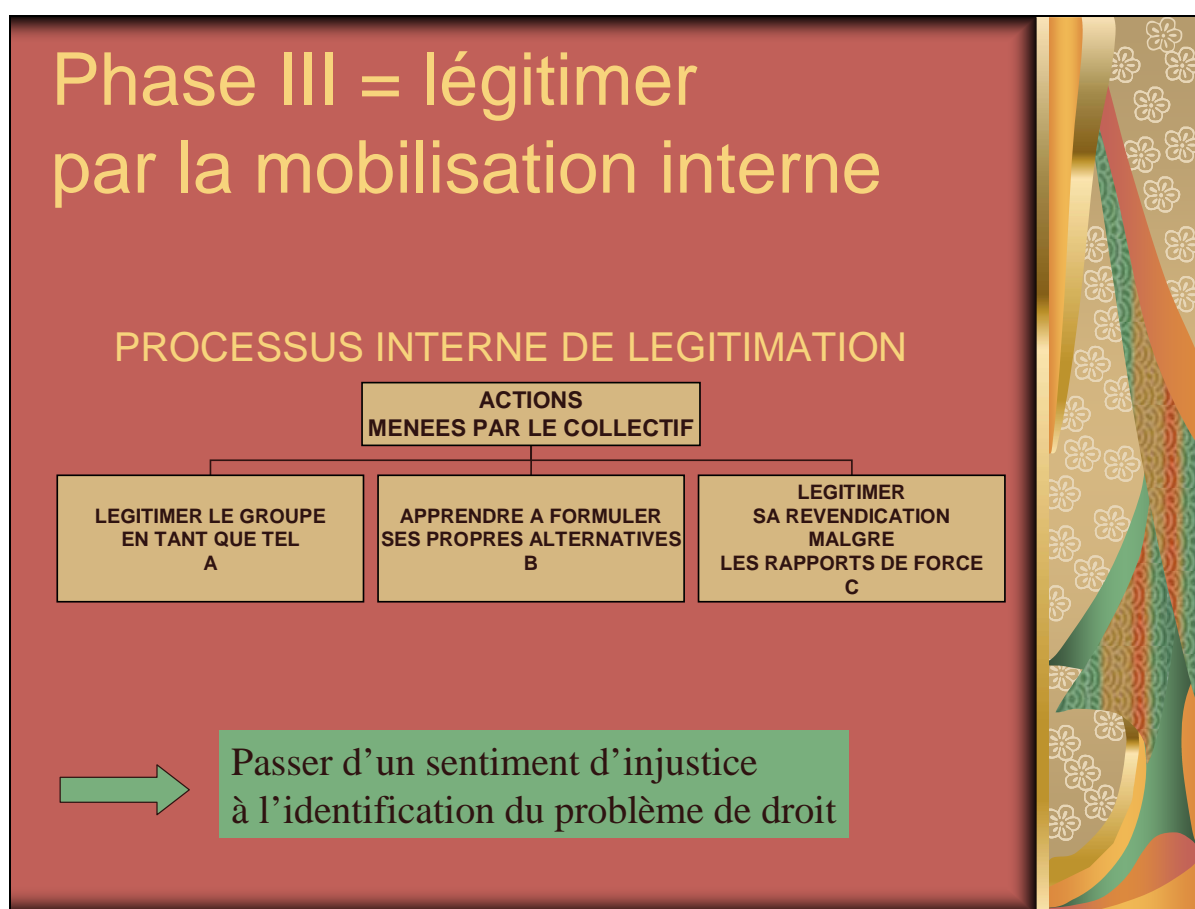 Phase III = légitimer
par la mobilisation interne
PROCESSUS INTERNE DE LEGITIMATION
ACTIONS
MENEES PAR LE COLLECTIF
LEGITIMER LE GROUPE
EN TANT QUE TEL
A
APPRENDRE A FORMULER
SES PROPRES ALTERNATIVES
B
LEGITIMER
SA REVENDICATION
MALGRE
LES RAPPORTS DE FORCE
C
Passer d’un sentiment d’injustice
à l’identification du problème de droit